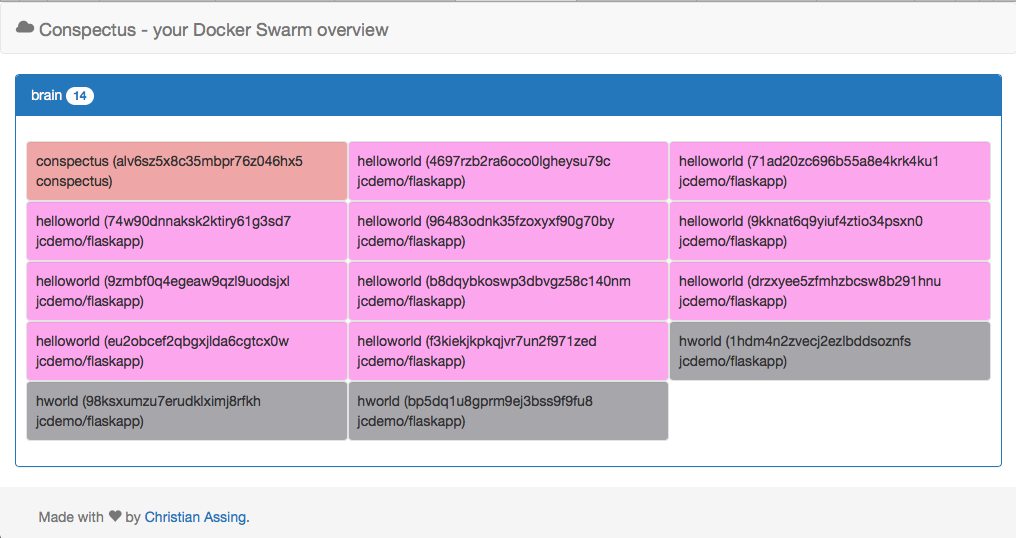 Conspectus - your Docker Swarm overview
brain 14
conspectus (alv6sz5x8c35mbpr76z046hx5
conspectus)
helloworld (4697rzb2ra6oco0lgheysu79c
jcdemo/flaskapp)
helloworld (71ad20zc696b55a8e4krk4ku1
jcdemo/flaskapp)
helloworld (74w90dnnaksk2ktiry61g3sd7
jcdemo/flaskapp)
helloworld (96483odnk35fzoxyxf90g70by
jcdemo/flaskapp)
helloworld (9kknat6q9yiuf4ztio34psxn0
jcdemo/flaskapp)
helloworld (9zmbf0q4egeaw9qzl9uodsjxl
jcdemo/flaskapp)
helloworld (b8dqybkoswp3dbvgz58c140nm
jcdemo/flaskapp)
helloworld (drzxyee5zfmhzbcsw8b291hnu
jcdemo/flaskapp)
helloworld (eu2obcef2qbgxjlda6cgtcx0w
jcdemo/flaskapp)
helloworld (f3kiekjkpkqjvr7un2f971zed
jcdemo/flaskapp)
hworld (1hdm4n2zvecj2ezlbddsoznfs
jcdemo/flaskapp)
hworld (98ksxumzu7erudklximj8rfkh
jcdemo/flaskapp)
hworld (bp5dq1u8gprm9ej3bss9f9fu8
jcdemo/flaskapp)
Made with ♥ by Christian Assing.